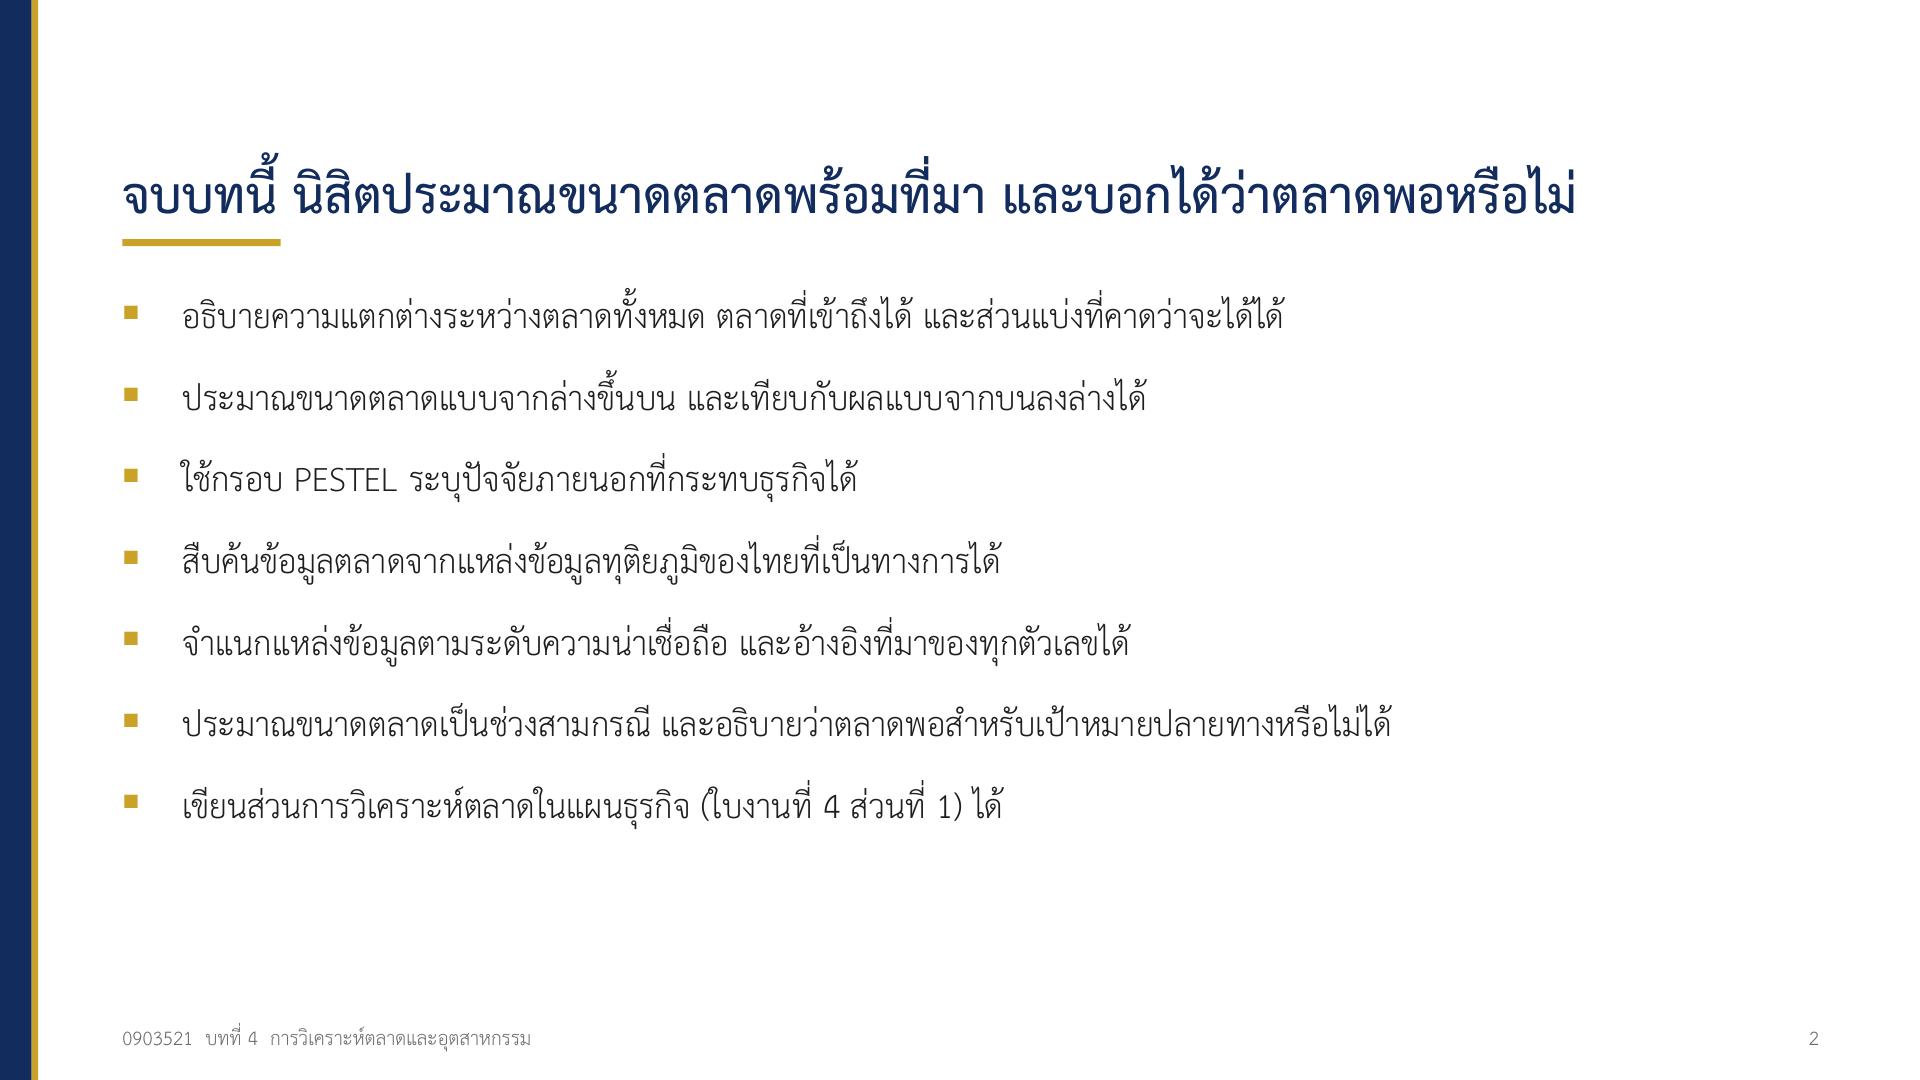 จบบทนี้ นิสิตประมาณขนาดตลาดพร้อมที่มา และบอกได้ว่าตลาดพอหรือไม่
▪ อธิบายความแตกต่างระหว่างตลาดทั้งหมด ตลาดที่เข้าถึงได้ และส่วนแบ่งที่คาดว่าจะได้ได้
▪ ประมาณขนาดตลาดแบบจากล่างขึ้นบน และเทียบกับผลแบบจากบนลงล่างได้
▪ ใช้กรอบ PESTEL ระบุปัจจัยภายนอกที่กระทบธุรกิจได้
▪ สืบค้นข้อมูลตลาดจากแหล่งข้อมูลทุติยภูมิของไทยที่เป็นทางการได้
▪ จำแนกแหล่งข้อมูลตามระดับความน่าเชื่อถือ และอ้างอิงที่มาของทุกตัวเลขได้
▪ ประมาณขนาดตลาดเป็นช่วงสามกรณี และอธิบายว่าตลาดพอสำหรับเป้าหมายปลายทางหรือไม่ได้
▪ เขียนส่วนการวิเคราะห์ตลาดในแผนธุรกิจ (ใบงานที่ 4 ส่วนที่ 1) ได้
0903521 บทที่ 4 การวิเคราะห์ตลาดและอุตสาหกรรม
2